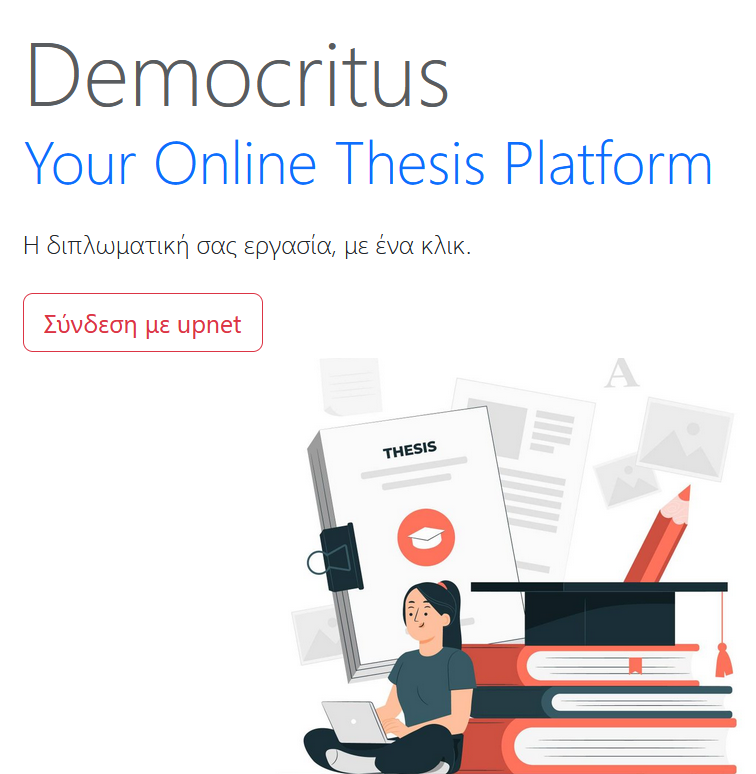 Democritus
Your Online Thesis Platform
Η διπλωματική σας εργασία, με ένα κλικ.
Σύνδεση με upnet
A
THESIS